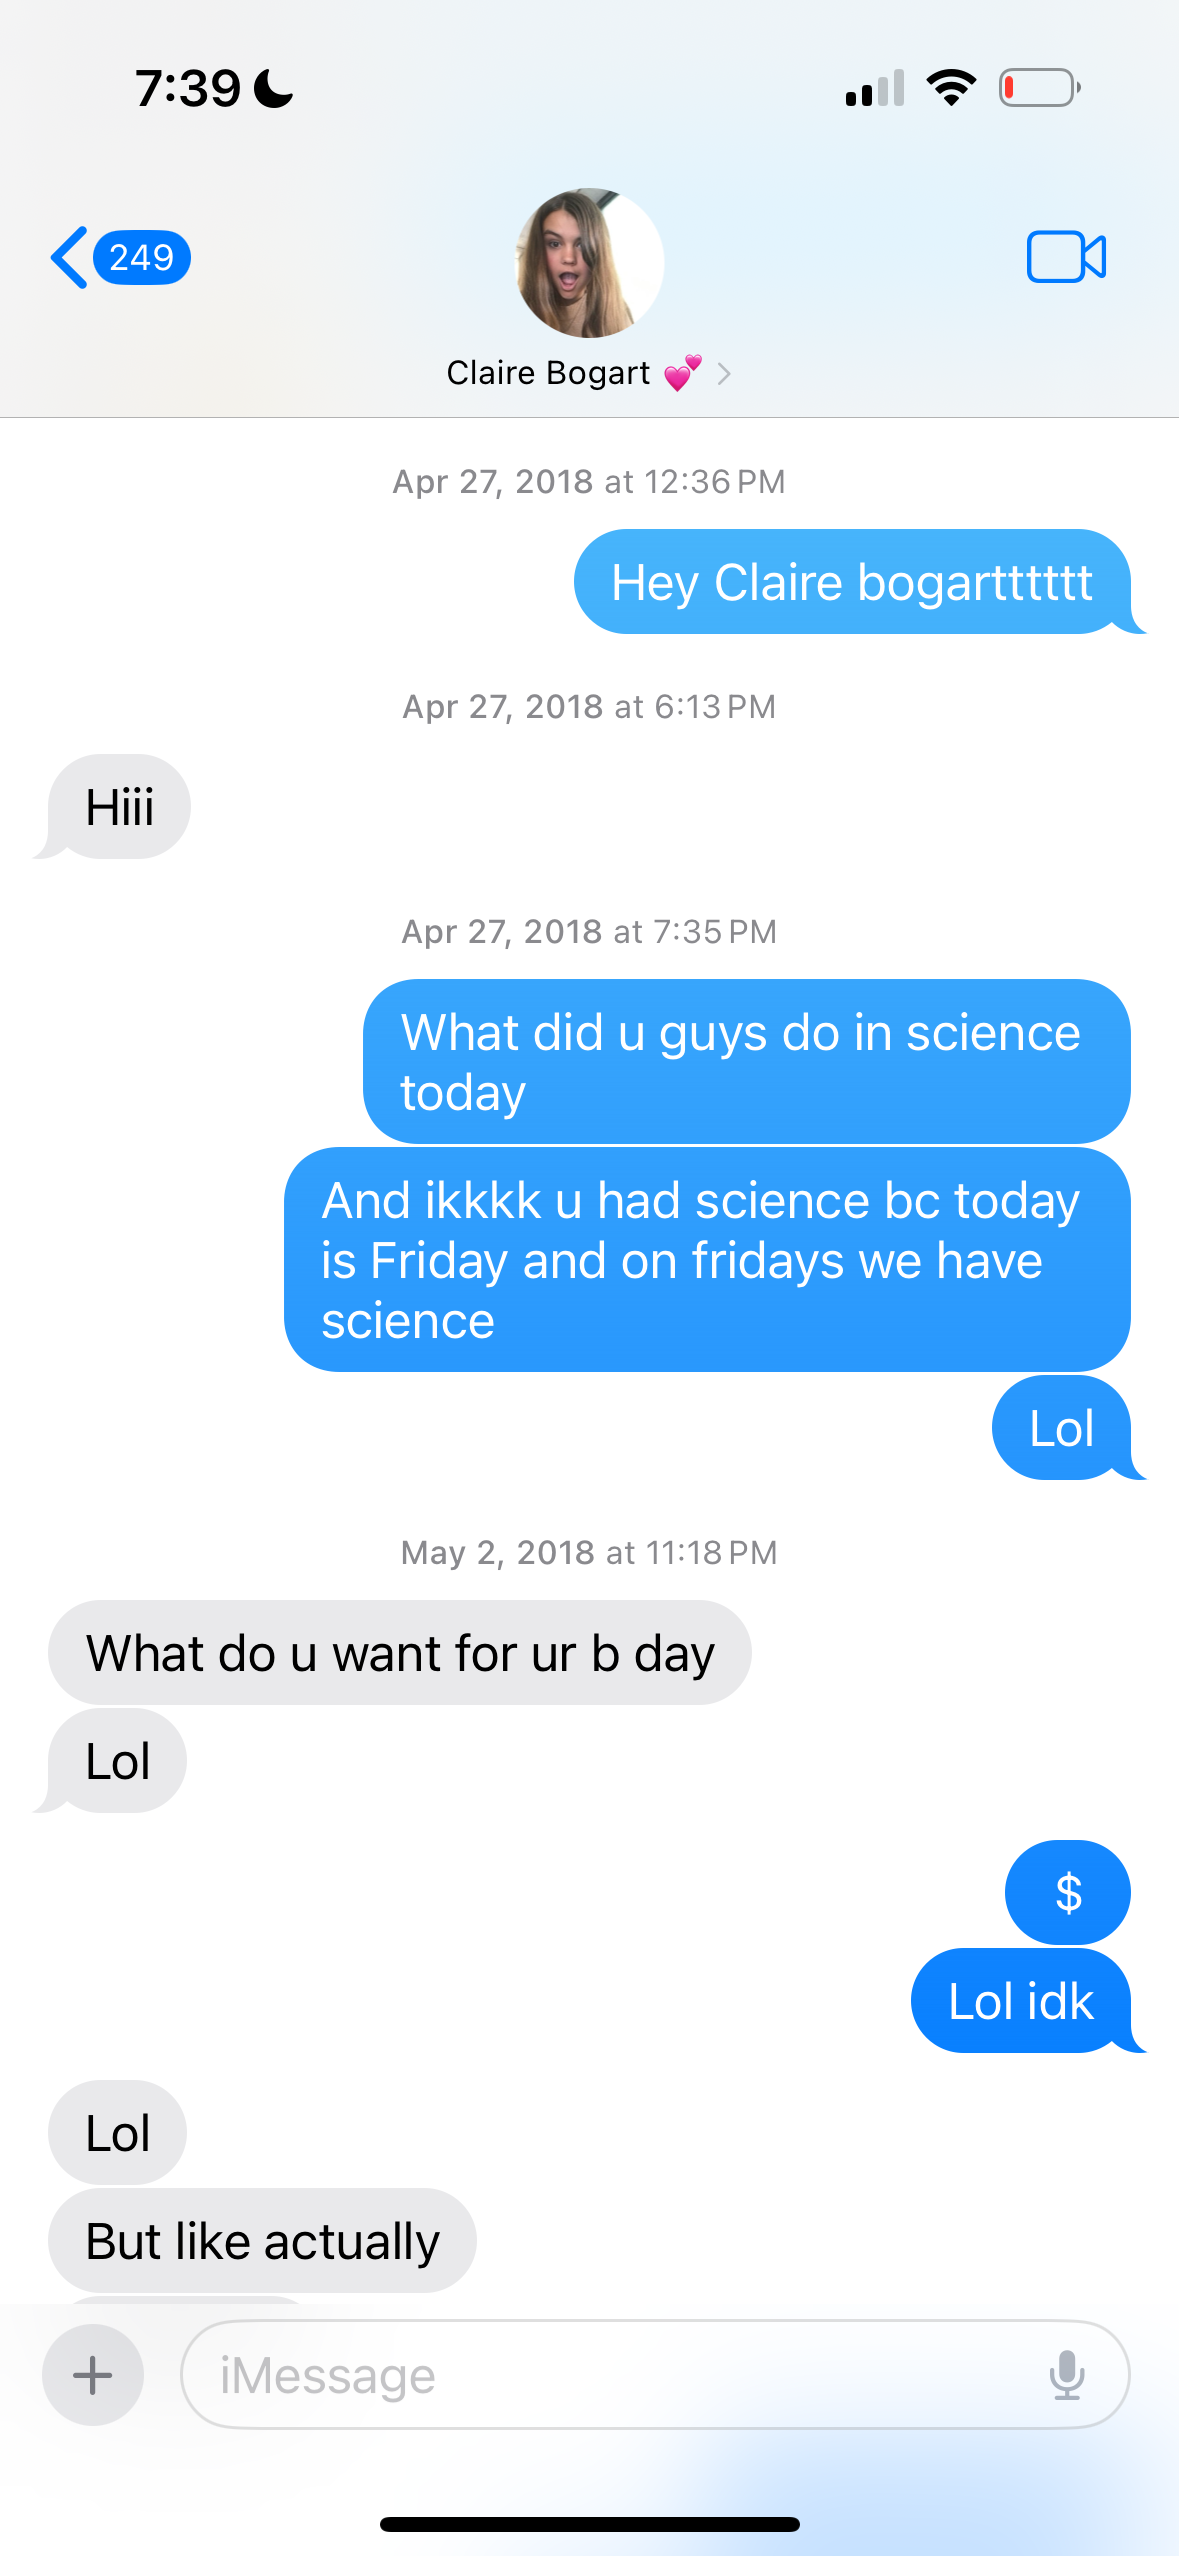 7:39
249
Claire Bogart 💕
Apr 27, 2018 at 12:36 PM
Hey Claire bogartttttt
Apr 27, 2018 at 6:13 PM
Hiii
Apr 27, 2018 at 7:35 PM
What did u guys do in science
today
And ikkkk u had science bc today
is Friday and on fridays we have
science
Lol
May 2, 2018 at 11:18 PM
What do u want for ur b day
Lol
$
Lol idk
Lol
But like actually
iMessage